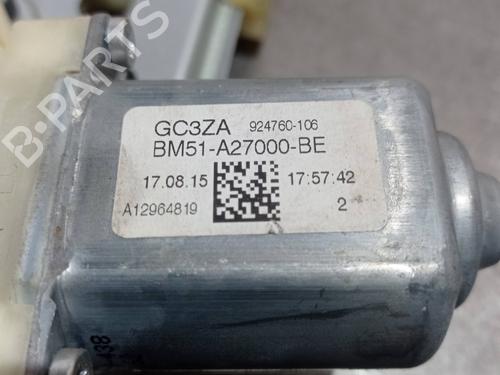 B-PARTS
GC3ZA 924760-106
BM51-A27000-BE
17.08.15 17:57:42
A12964819 2